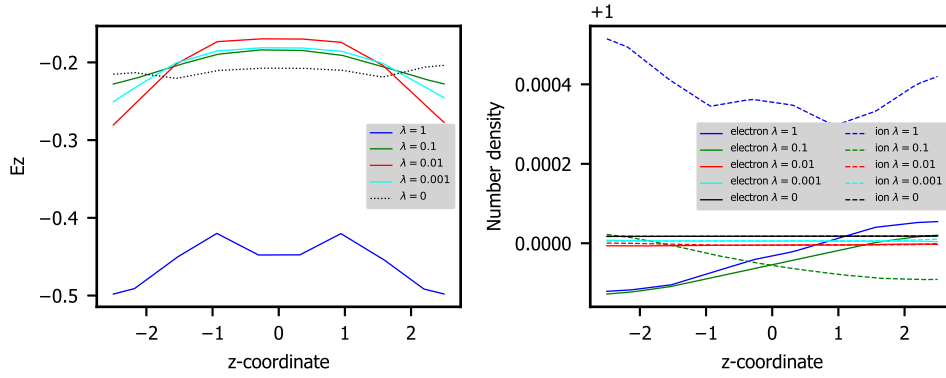 −0.2
−0.3
−0.4
−0.5
Ez
λ = 1
λ = 0.1
λ = 0.01
λ = 0.001
λ = 0
−2
−1
0
1
2
z-coordinate
+1
0.0004
0.0002
0.0000
Number density
electron λ = 1
electron λ = 0.1
electron λ = 0.01
electron λ = 0.001
electron λ = 0
ion λ = 1
ion λ = 0.1
ion λ = 0.01
ion λ = 0.001
ion λ = 0
−2
−1
0
1
2
z-coordinate